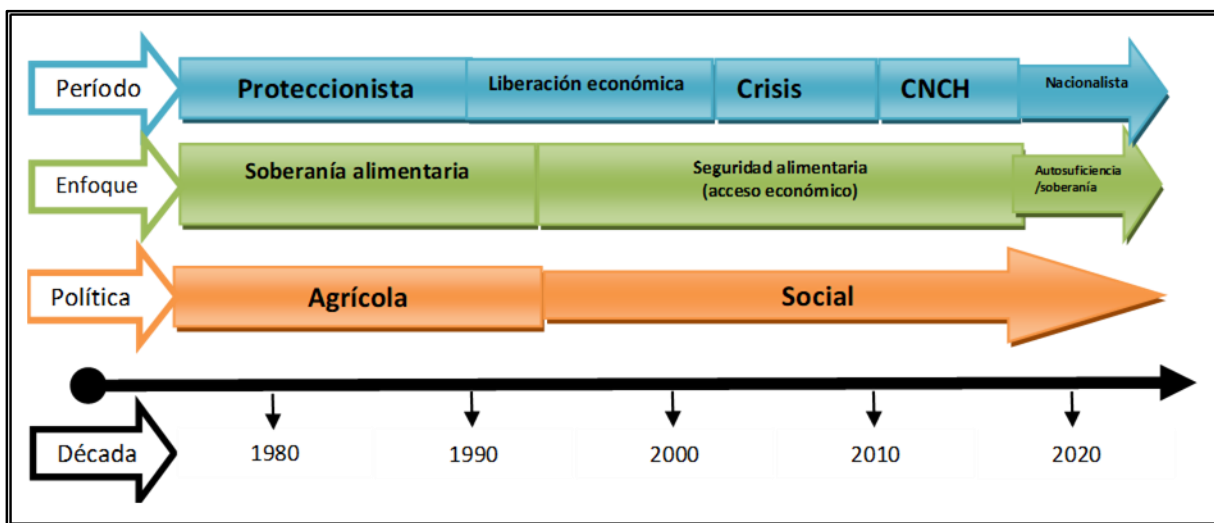 Período
Proteccionista
Liberación económica
Crisis
CNCH
Nacionalista
Enfoque
Soberanía alimentaria
Seguridad alimentaria
(acceso económico)
Autosuficiencia
/soberanía
Política
Agrícola
Social
Década
1980
1990
2000
2010
2020